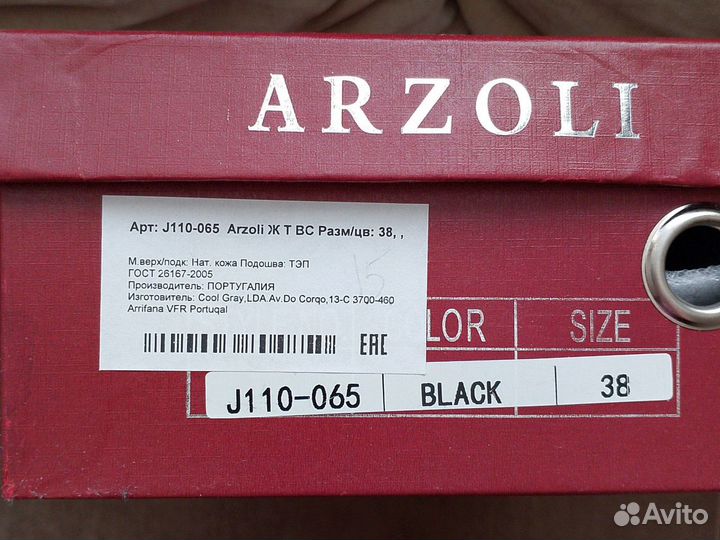 ARZOLI
Арт: J110-065 Arzoli Ж Т ВС Разм/цв: 38, ,
М.верх/подк: Нат. кожа Подошва: ТЭП
ГОСТ 26167-2005
Производитель: ПОРТУГАЛИЯ
Изготовитель: Cool Gray,LDA Av.Do Corgo,13-C 3700-460
Arrifana VFR Portugal
15
EAC
LOR SIZE
J110-065 BLACK 38
Avito